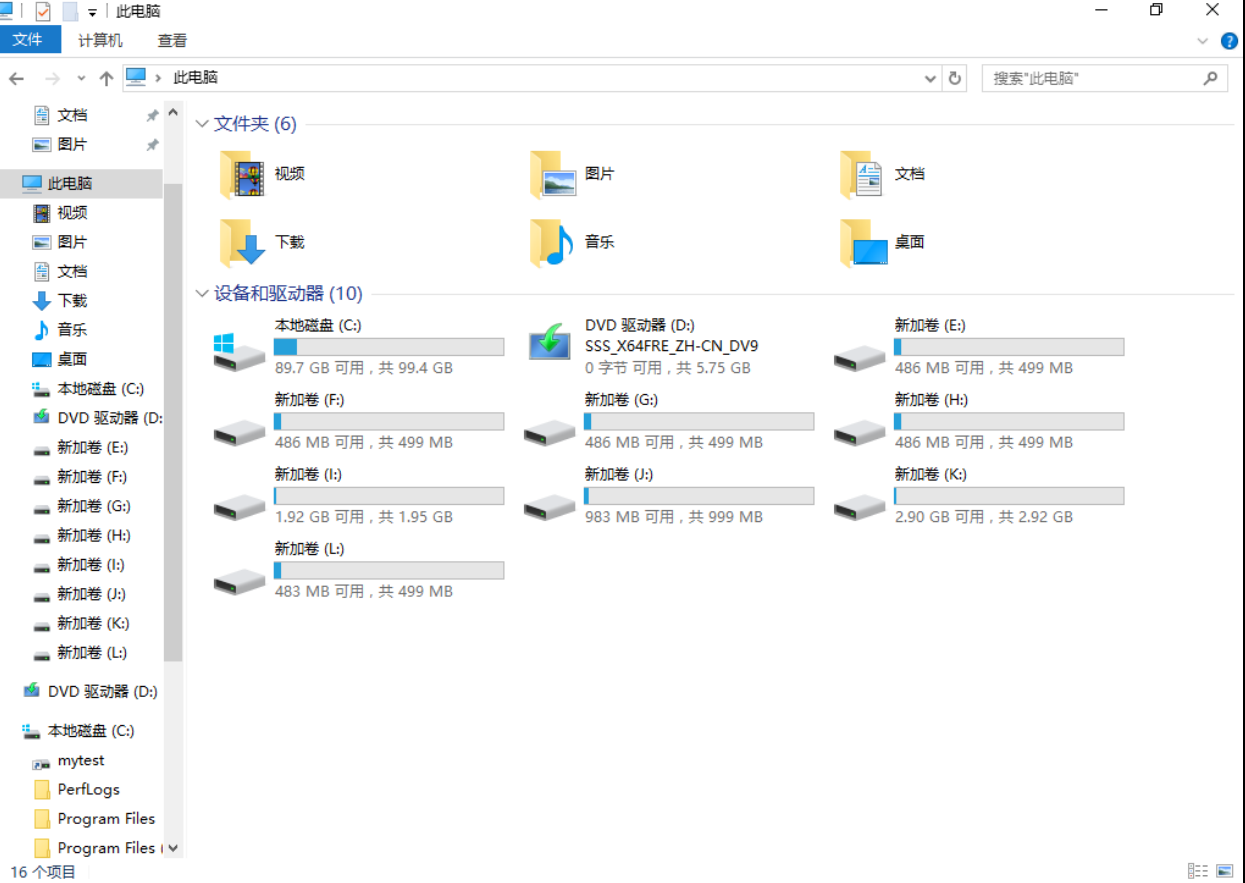 此电脑
文件 计算机 查看
此电脑 搜索"此电脑"
文档
图片
此电脑
视频
图片
文档
下载
音乐
桌面
本地磁盘 (C:)
DVD 驱动器 (D:
新加卷 (E:)
新加卷 (F:)
新加卷 (G:)
新加卷 (H:)
新加卷 (I:)
新加卷 (J:)
新加卷 (K:)
新加卷 (L:)
DVD 驱动器 (D:)
本地磁盘 (C:)
mytest
PerfLogs
Program Files
Program Files (
文件夹 (6)
视频 图片 文档
下载 音乐 桌面
设备和驱动器 (10)
本地磁盘 (C:)
89.7 GB 可用，共 99.4 GB
DVD 驱动器 (D:)
SSS_X64FRE_ZH-CN_DV9
0 字节 可用，共 5.75 GB
新加卷 (E:)
486 MB 可用，共 499 MB
新加卷 (F:)
486 MB 可用，共 499 MB
新加卷 (G:)
486 MB 可用，共 499 MB
新加卷 (H:)
486 MB 可用，共 499 MB
新加卷 (I:)
1.92 GB 可用，共 1.95 GB
新加卷 (J:)
983 MB 可用，共 999 MB
新加卷 (K:)
2.90 GB 可用，共 2.92 GB
新加卷 (L:)
483 MB 可用，共 499 MB
16 个项目